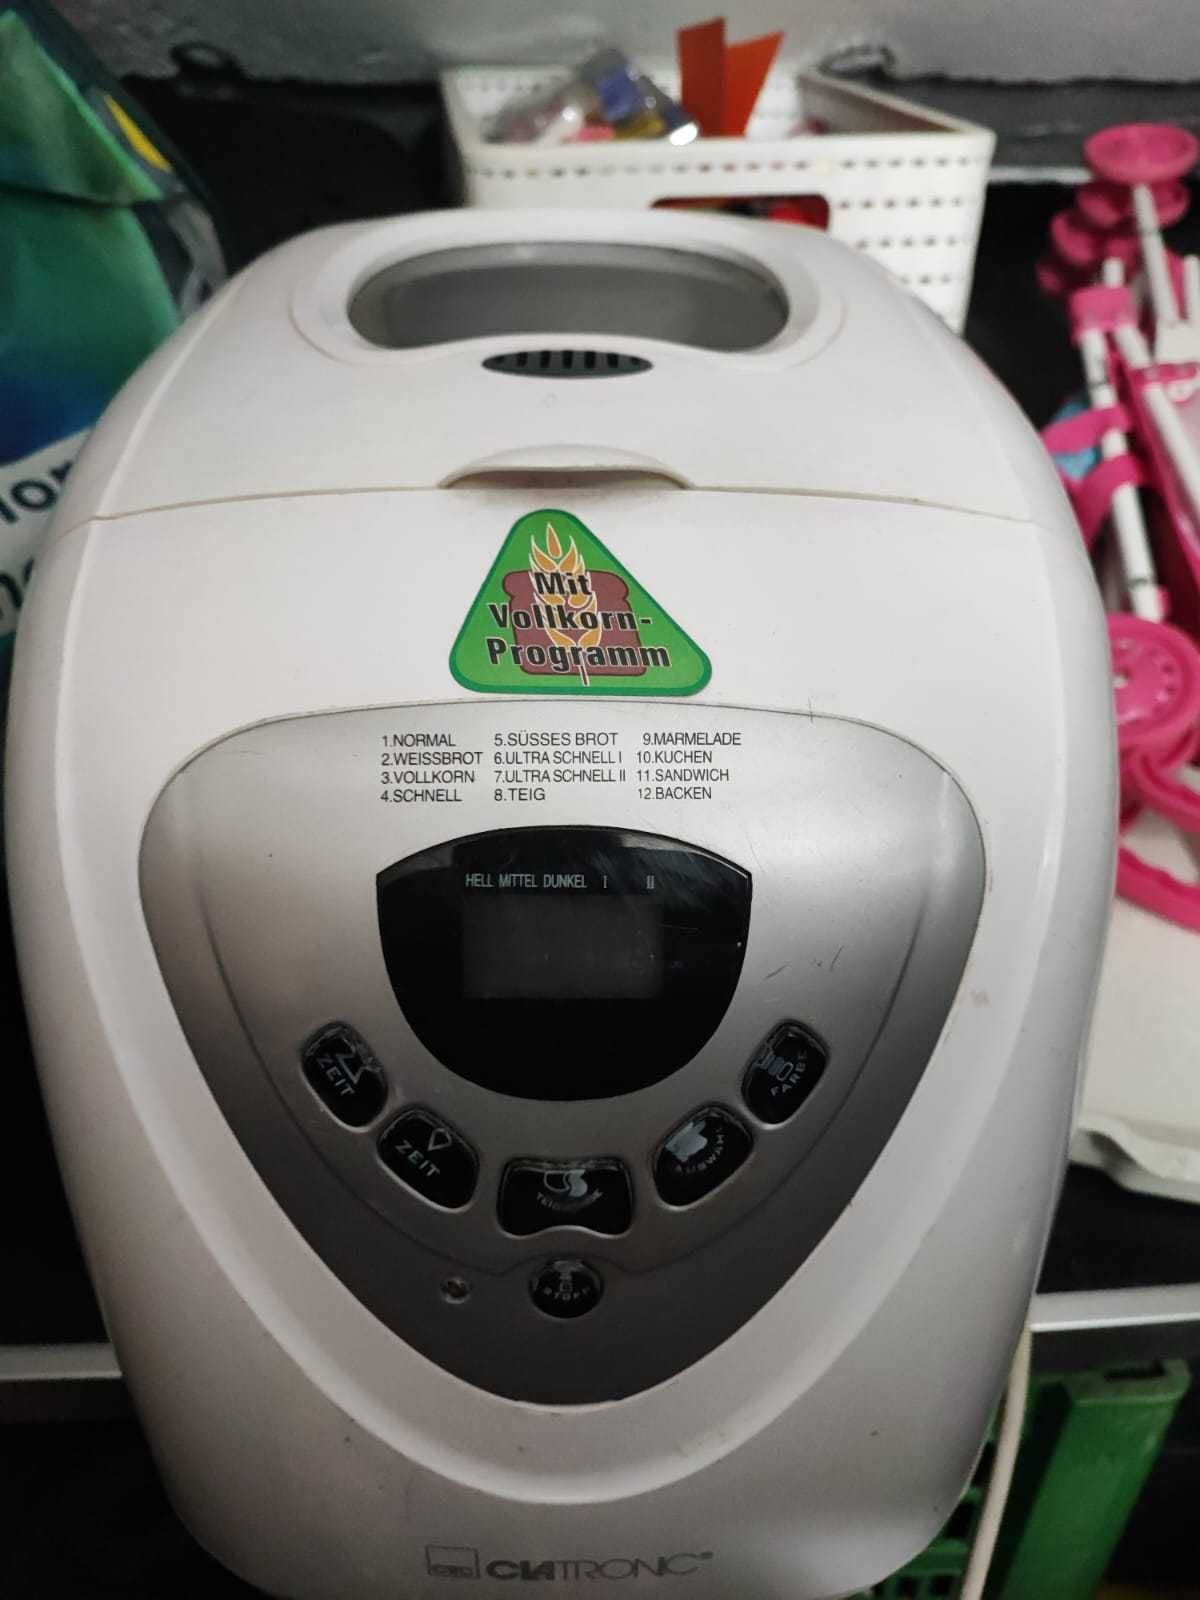 Mit
Vollkorn-
Programm
1.NORMAL 5.SÜSSES BROT 9.MARMELADE
2.WEISSBROT 6.ULTRA SCHNELL I 10.KUCHEN
3.VOLLKORN 7.ULTRA SCHNELL II 11.SANDWICH
4.SCHNELL 8.TEIG 12.BACKEN
HELL MITTEL DUNKEL I II
ZEIT
ZEIT
AUSWAHL
FARBE
CLATRONIC